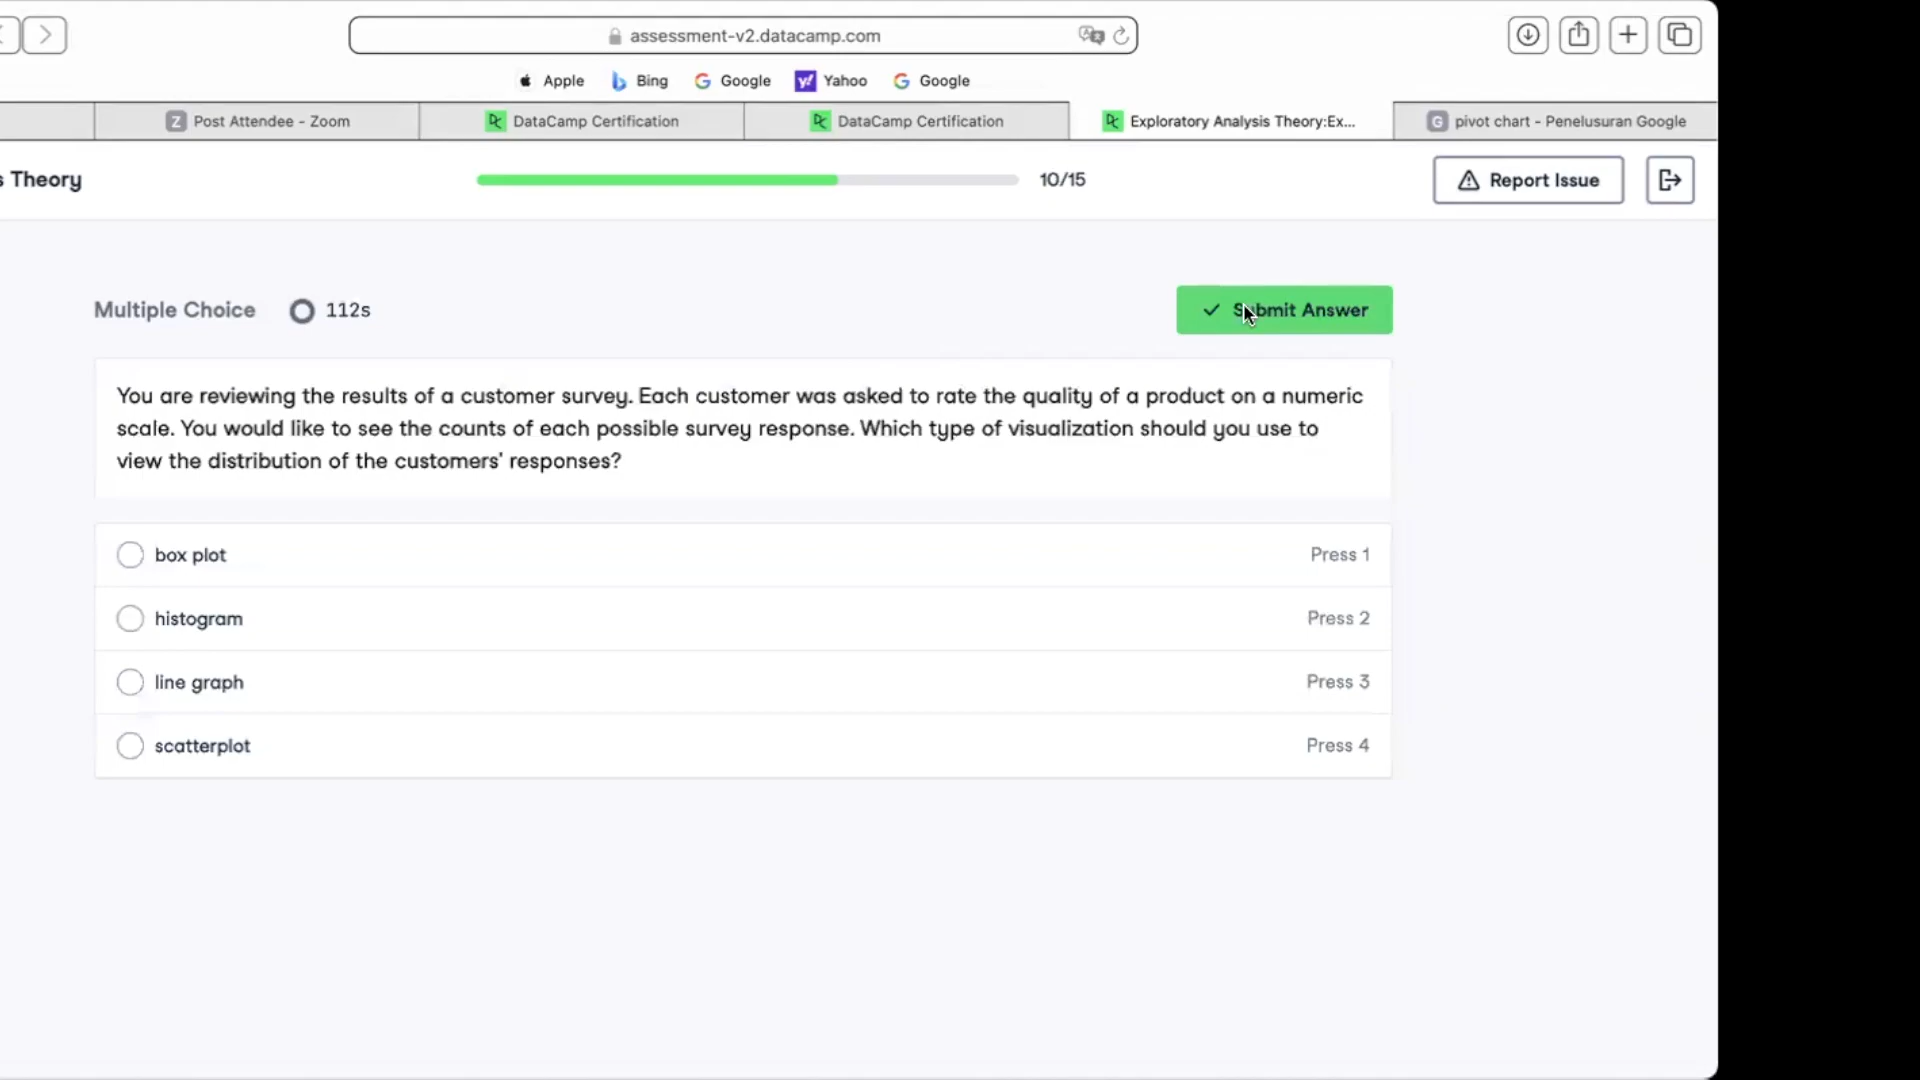 assessment-v2.datacamp.com
Apple Bing Google Yahoo Google
Post Attendee - Zoom DataCamp Certification DataCamp Certification Exploratory Analysis Theory:Ex... pivot chart - Penelusuran Google
s Theory 10/15 Report Issue
Multiple Choice 112s Submit Answer
You are reviewing the results of a customer survey. Each customer was asked to rate the quality of a product on a numeric
scale. You would like to see the counts of each possible survey response. Which type of visualization should you use to
view the distribution of the customers' responses?
box plot Press 1
histogram Press 2
line graph Press 3
scatterplot Press 4